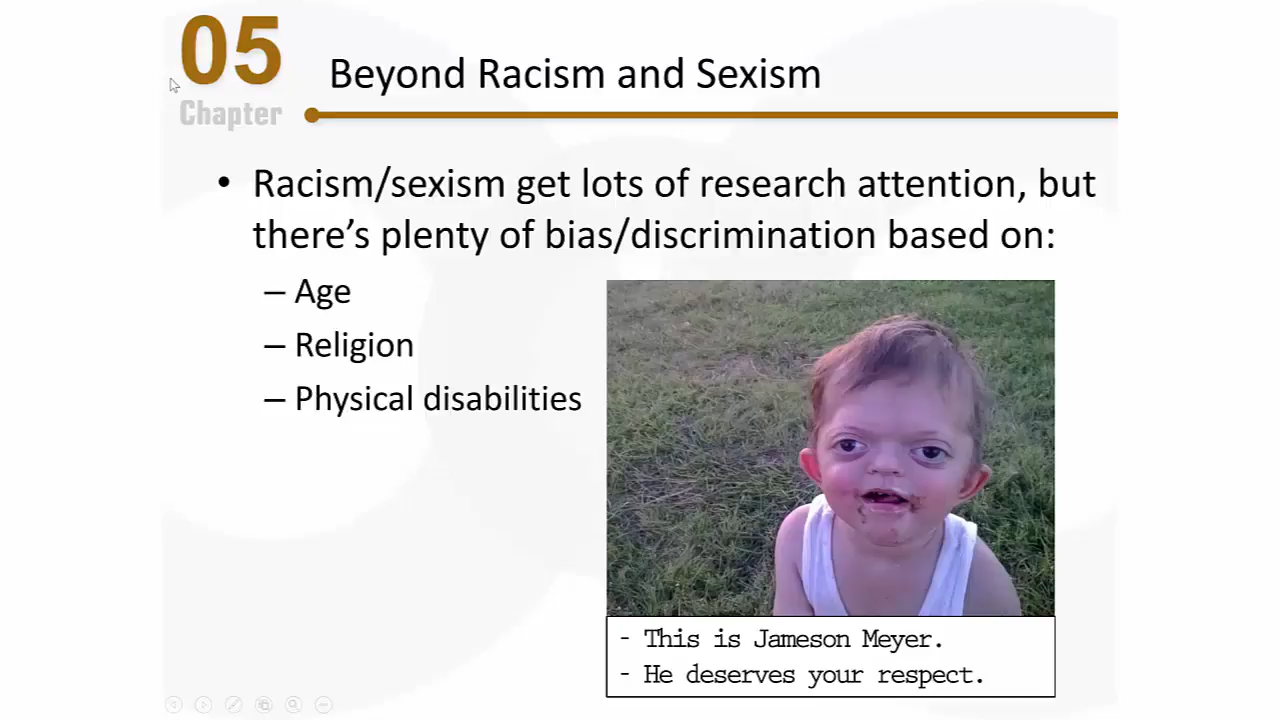 05
Chapter
Beyond Racism and Sexism
• Racism/sexism get lots of research attention, but
there’s plenty of bias/discrimination based on:
– Age
– Religion
– Physical disabilities
- This is Jameson Meyer.
- He deserves your respect.